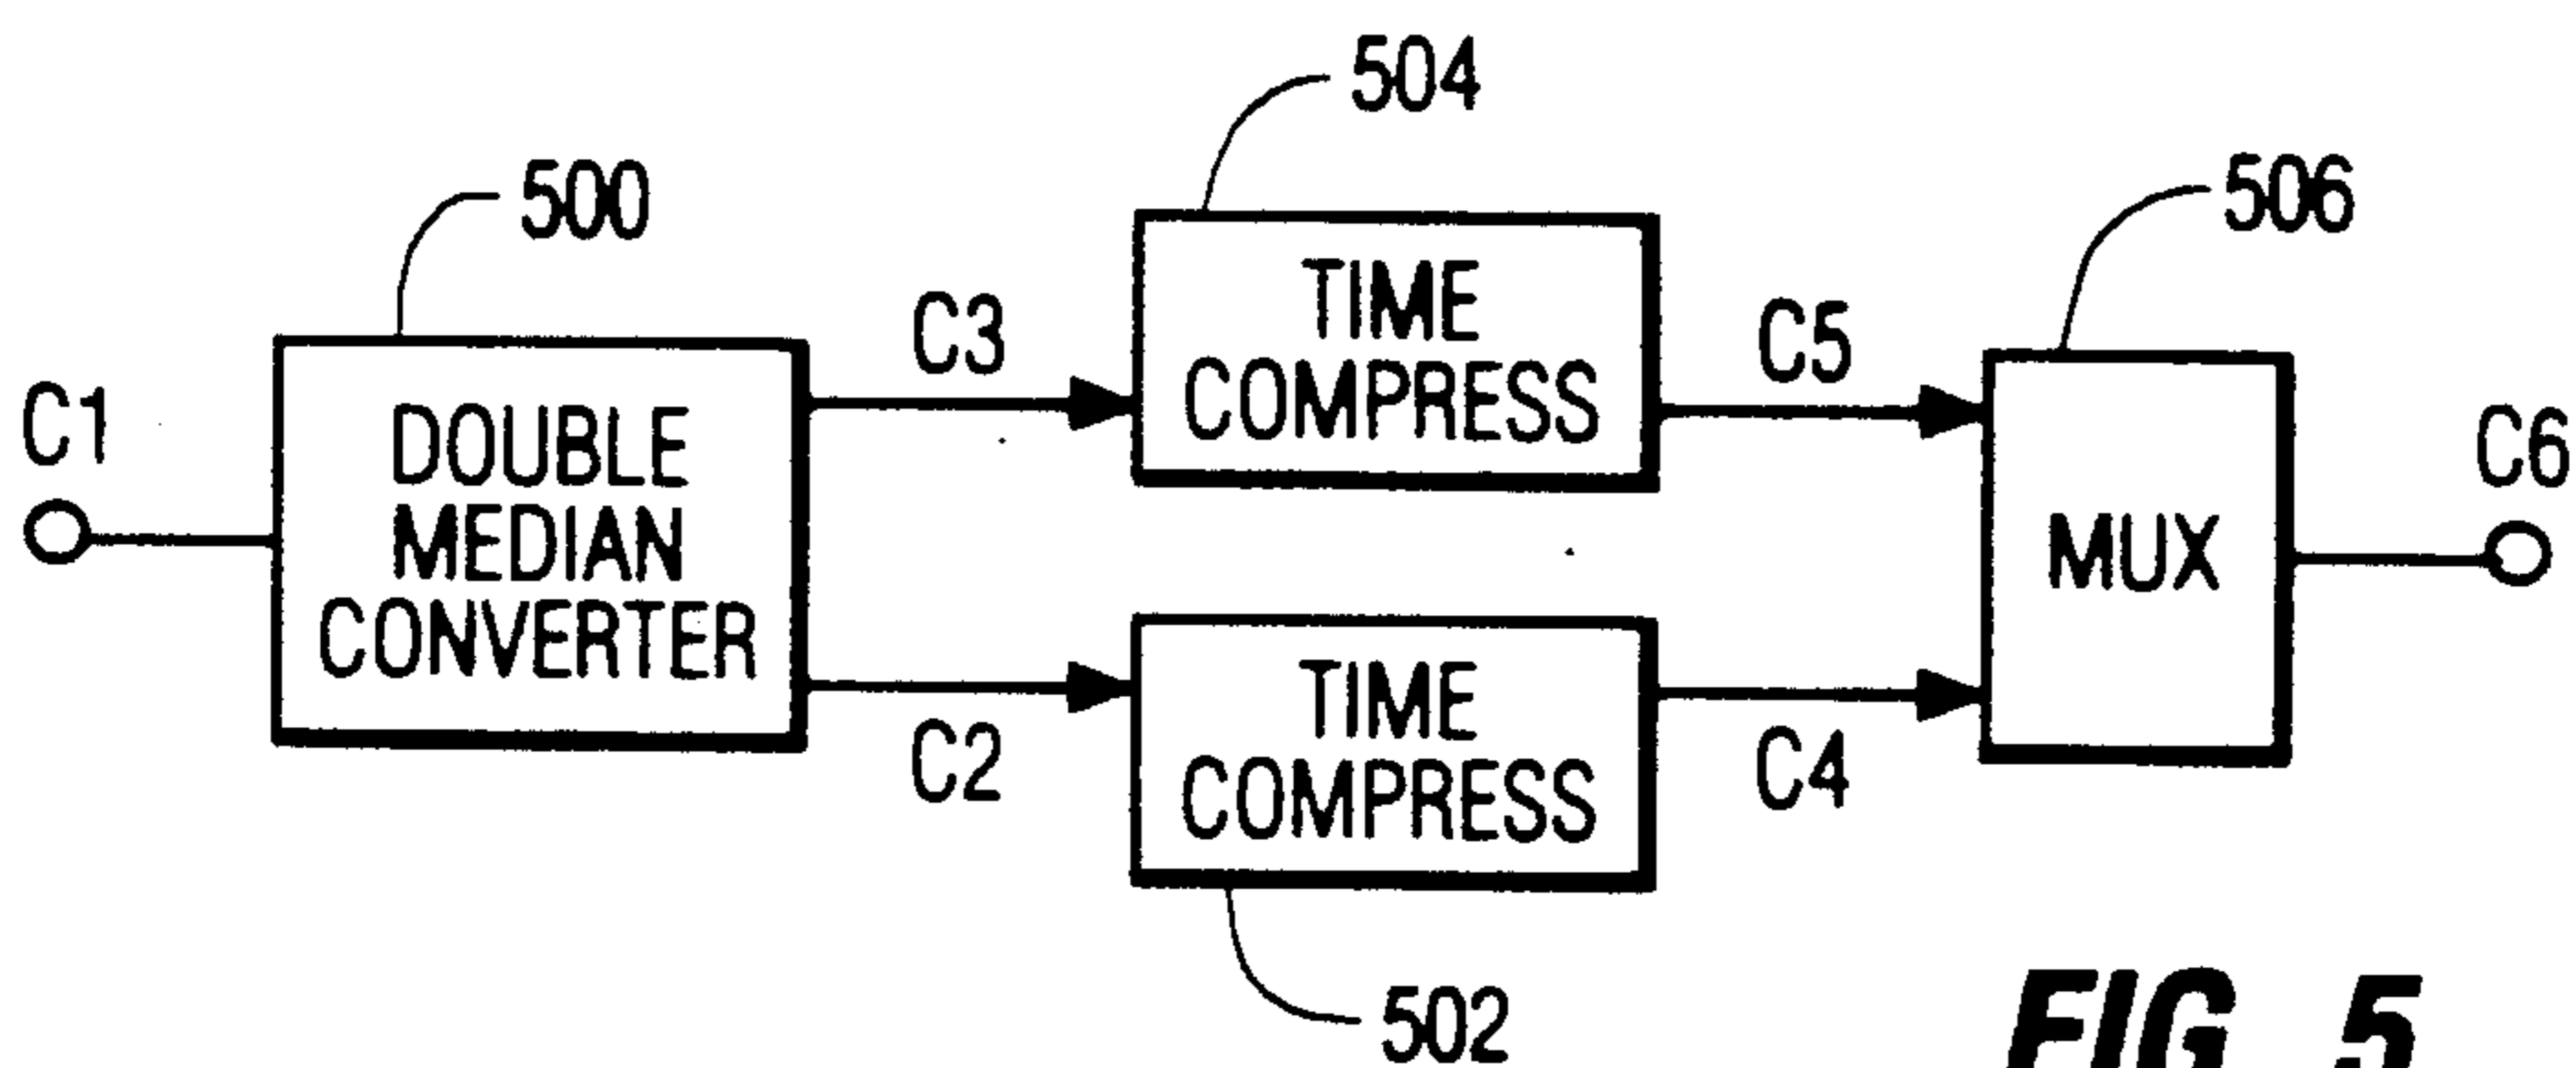 504
500
506
C1
C3
C5
C6
DOUBLE
MEDIAN
CONVERTER
TIME
COMPRESS
MUX
C2
TIME
COMPRESS
C4
502
FIG. 5